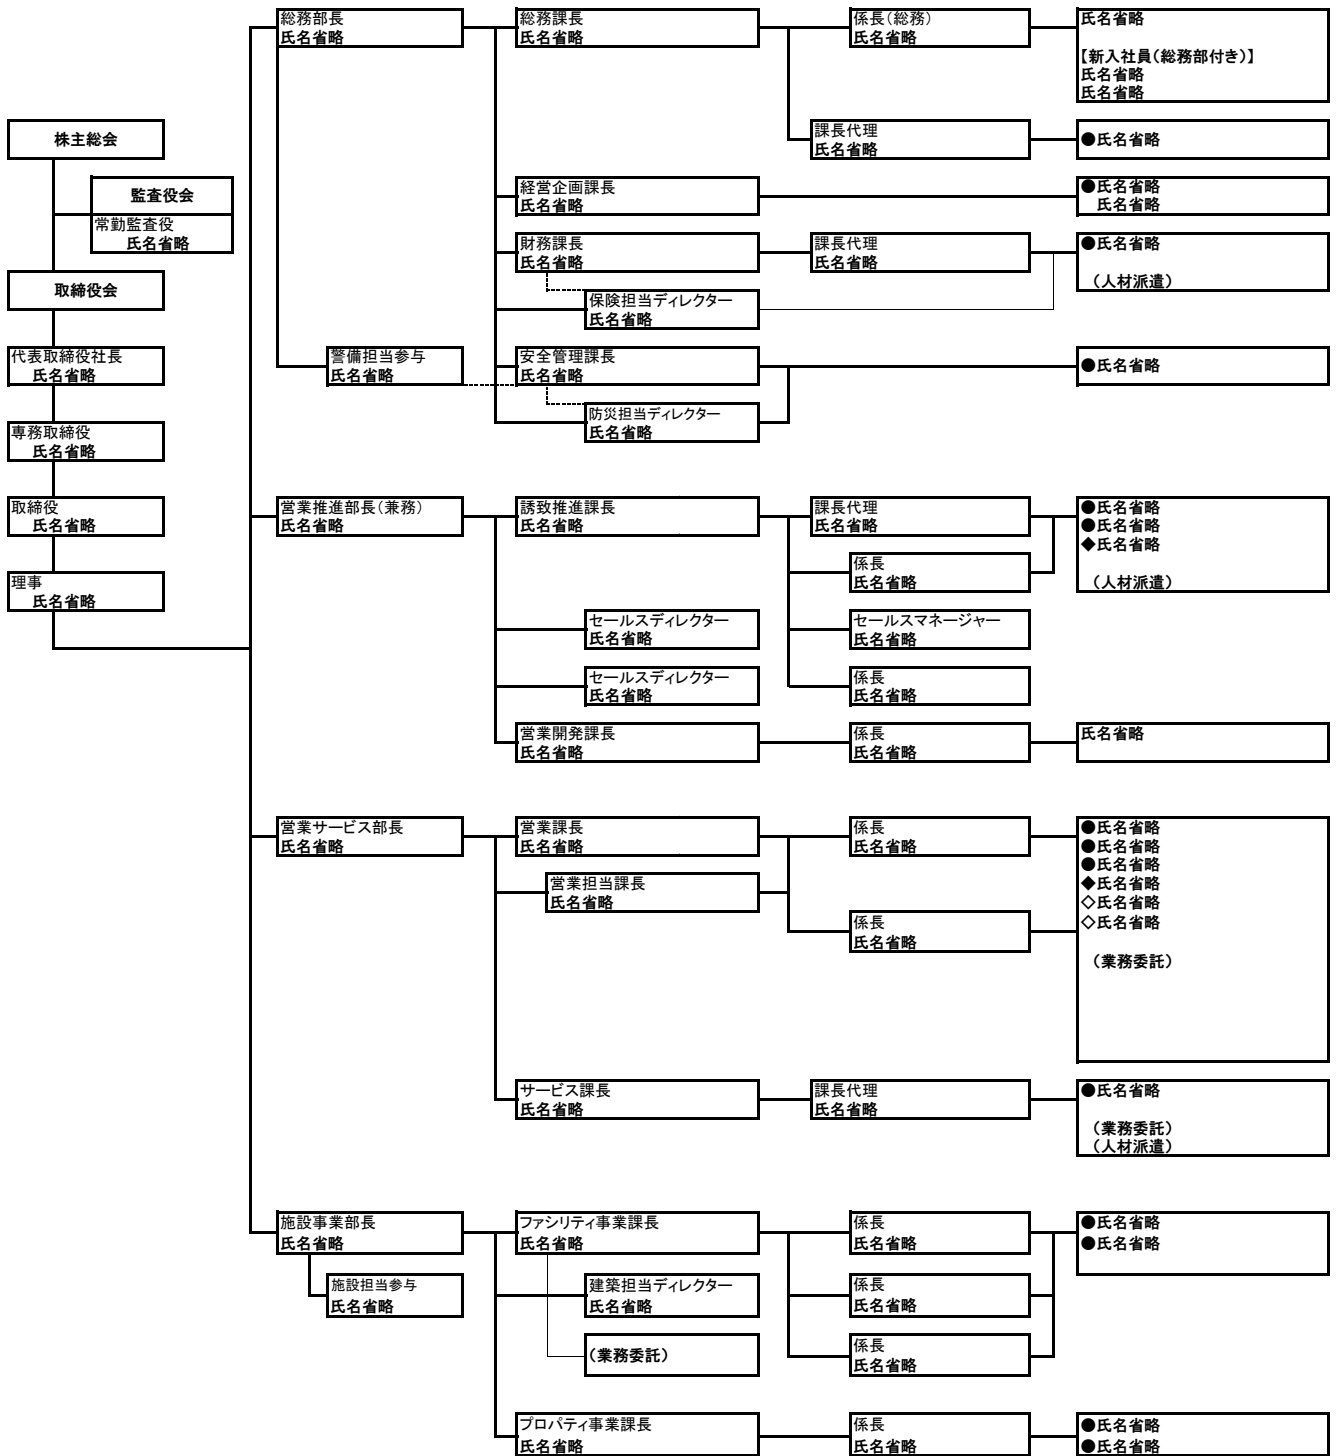 株主総会
監査役会
常勤監査役
氏名省略
取締役会
代表取締役社長
氏名省略
専務取締役
氏名省略
取締役
氏名省略
理事
氏名省略
総務部長
氏名省略
総務課長
氏名省略
係長(総務)
氏名省略
氏名省略
【新入社員(総務部付き)】
氏名省略
氏名省略
課長代理
氏名省略
●氏名省略
経営企画課長
氏名省略
●氏名省略
氏名省略
財務課長
氏名省略
課長代理
氏名省略
●氏名省略
(人材派遣)
保険担当ディレクター
氏名省略
警備担当参与
氏名省略
安全管理課長
氏名省略
●氏名省略
防災担当ディレクター
氏名省略
営業推進部長(兼務)
氏名省略
誘致推進課長
氏名省略
課長代理
氏名省略
●氏名省略
●氏名省略
◆氏名省略
(人材派遣)
係長
氏名省略
セールスディレクター
氏名省略
セールスマネージャー
氏名省略
セールスディレクター
氏名省略
係長
氏名省略
営業開発課長
氏名省略
係長
氏名省略
氏名省略
営業サービス部長
氏名省略
営業課長
氏名省略
係長
氏名省略
●氏名省略
●氏名省略
●氏名省略
◆氏名省略
◇氏名省略
◇氏名省略
(業務委託)
営業担当課長
氏名省略
係長
氏名省略
サービス課長
氏名省略
課長代理
氏名省略
●氏名省略
(業務委託)
(人材派遣)
施設事業部長
氏名省略
ファシリティ事業課長
氏名省略
係長
氏名省略
●氏名省略
●氏名省略
施設担当参与
氏名省略
建築担当ディレクター
氏名省略
係長
氏名省略
(業務委託)
係長
氏名省略
プロパティ事業課長
氏名省略
係長
氏名省略
●氏名省略
●氏名省略